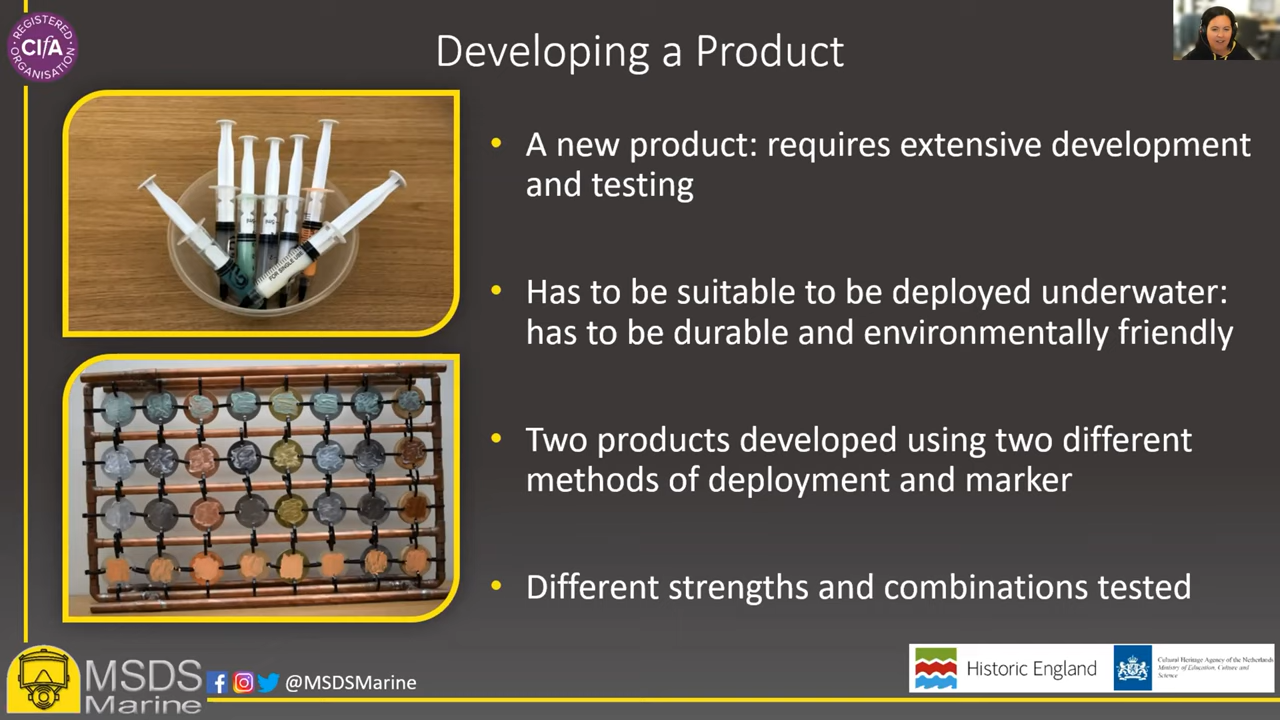 REGISTERED
CIfA
ORGANISATION
Developing a Product
• A new product: requires extensive development
and testing
FOR SINGLE USE
• Has to be suitable to be deployed underwater:
has to be durable and environmentally friendly
• Two products developed using two different
methods of deployment and marker
• Different strengths and combinations tested
MSDS
Marine
@MSDSMarine
Historic England
Cultural Heritage Agency of the Netherlands
Ministry of Education, Culture and
Science